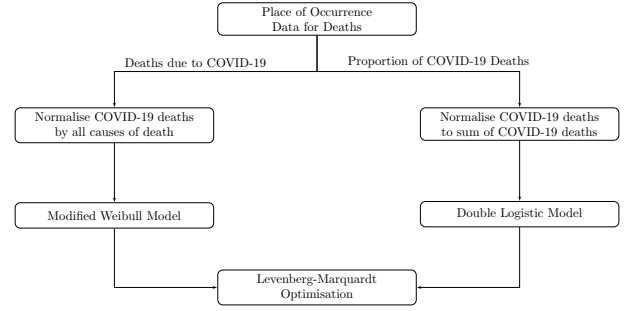 Place of Occurrence
Data for Deaths
Deaths due to COVID-19
Proportion of COVID-19 Deaths
Normalise COVID-19 deaths
by all causes of death
Normalise COVID-19 deaths
to sum of COVID-19 deaths
Modified Weibull Model
Double Logistic Model
Levenberg-Marquardt
Optimisation